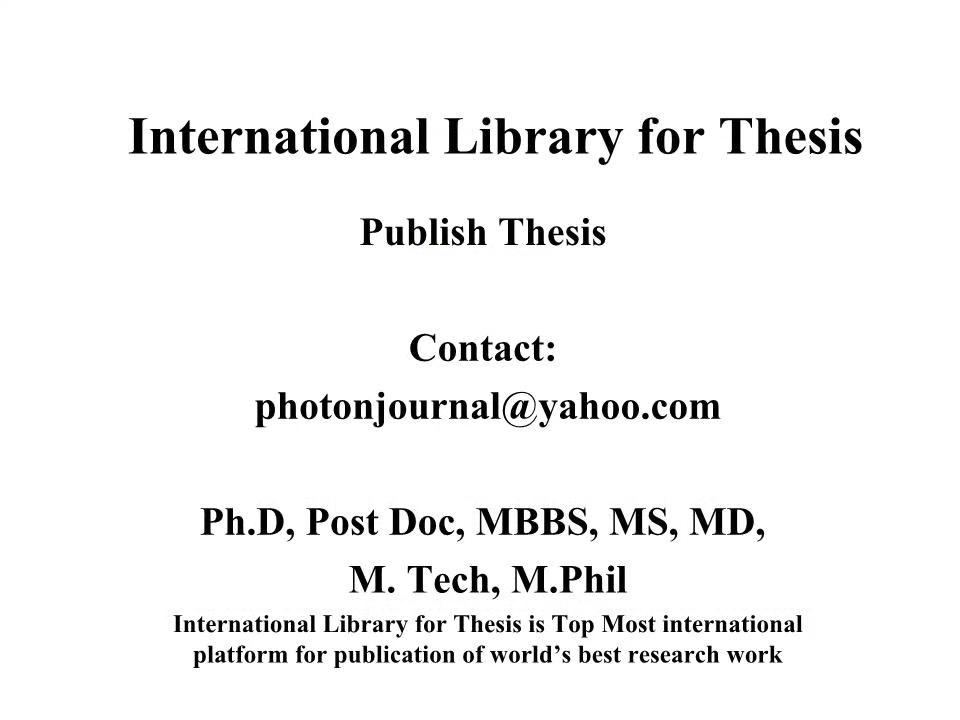 International Library for Thesis
Publish Thesis
Contact:
photonjournal@yahoo.com
Ph.D, Post Doc, MBBS, MS, MD,
M. Tech, M.Phil
International Library for Thesis is Top Most international
platform for publication of world’s best research work